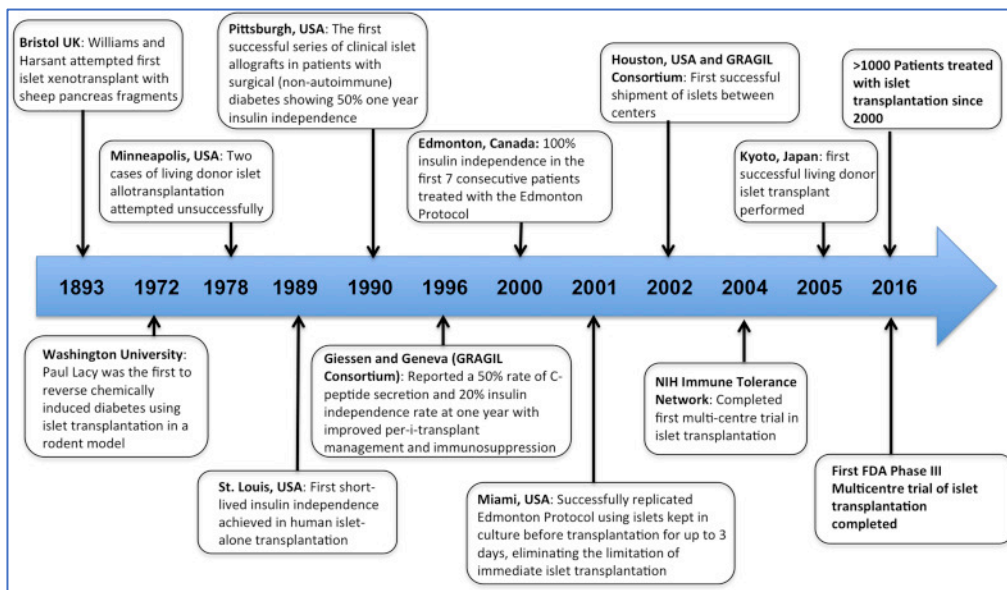 Bristol UK: Williams and
Harsant attempted first
islet xenotransplant with
sheep pancreas fragments
Pittsburgh, USA: The first
successful series of clinical islet
allografts in patients with
surgical (non-autoimmune)
diabetes showing 50% one year
insulin independence
Houston, USA and GRAGIL
Consortium: First successful
shipment of islets between
centers
>1000 Patients treated
with islet
transplantation since
2000
Minneapolis, USA: Two
cases of living donor islet
allotransplantation
attempted unsuccessfully
Edmonton, Canada: 100%
insulin independence in the
first 7 consecutive patients
treated with the Edmonton
Protocol
Kyoto, Japan: first
successful living donor
islet transplant
performed
1893 1972 1978 1989 1990 1996 2000 2001 2002 2004 2005 2016
Washington University:
Paul Lacy was the first to
reverse chemically
induced diabetes using
islet transplantation in a
rodent model
Giessen and Geneva (GRAGIL
Consortium): Reported a 50% rate of C-
peptide secretion and 20% insulin
independence rate at one year with
improved per-i-transplant
management and immunosuppression
NIH Immune Tolerance
Network: Completed
first multi-centre trial in
islet transplantation
First FDA Phase III
Multicentre trial of islet
transplantation
completed
St. Louis, USA: First short-
lived insulin independence
achieved in human islet-
alone transplantation
Miami, USA: Successfully replicated
Edmonton Protocol using islets kept in
culture before transplantation for up to 3
days, eliminating the limitation of
immediate islet transplantation